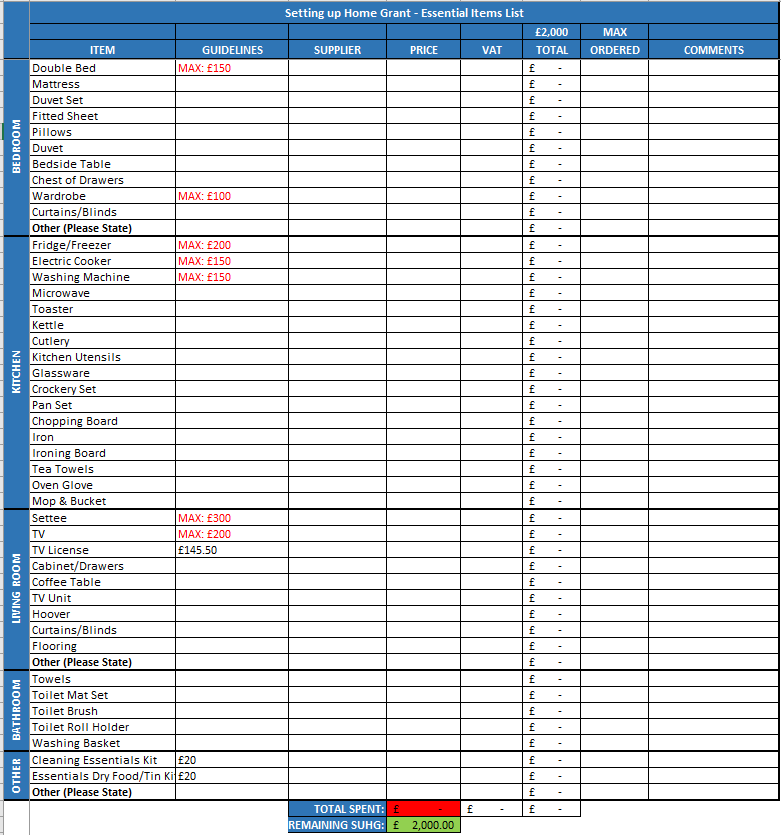 Setting up Home Grant - Essential Items List
£2,000 MAX
ITEM GUIDELINES SUPPLIER PRICE VAT TOTAL ORDERED COMMENTS
BEDROOM
Double Bed MAX: £150 £ -
Mattress £ -
Duvet Set £ -
Fitted Sheet £ -
Pillows £ -
Duvet £ -
Bedside Table £ -
Chest of Drawers £ -
Wardrobe MAX: £100 £ -
Curtains/Blinds £ -
Other (Please State) £ -
KITCHEN
Fridge/Freezer MAX: £200 £ -
Electric Cooker MAX: £150 £ -
Washing Machine MAX: £150 £ -
Microwave £ -
Toaster £ -
Kettle £ -
Cutlery £ -
Kitchen Utensils £ -
Glassware £ -
Crockery Set £ -
Pan Set £ -
Chopping Board £ -
Iron £ -
Ironing Board £ -
Tea Towels £ -
Oven Glove £ -
Mop & Bucket £ -
LIVING ROOM
Settee MAX: £300 £ -
TV MAX: £200 £ -
TV License £145.50 £ -
Cabinet/Drawers £ -
Coffee Table £ -
TV Unit £ -
Hoover £ -
Curtains/Blinds £ -
Flooring £ -
Other (Please State) £ -
BATHROOM
Towels £ -
Toilet Mat Set £ -
Toilet Brush £ -
Toilet Roll Holder £ -
Washing Basket £ -
OTHER
Cleaning Essentials Kit £20 £ -
Essentials Dry Food/Tin Ki £20 £ -
Other (Please State) £ -
TOTAL SPENT: £ - £ - £ -
REMAINING SUHG: £ 2,000.00